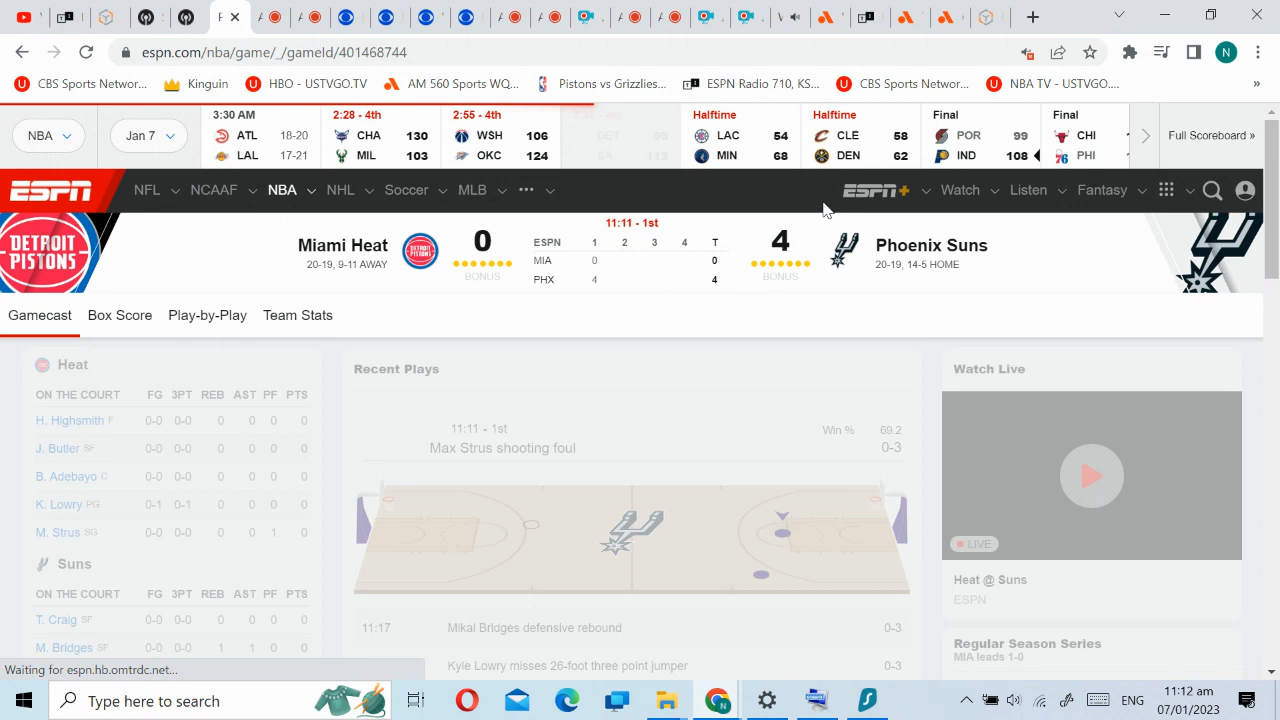 espn.com/nba/game/_/gameId/401468744
CBS Sports Networ... Kinguin HBO - USTVGO.TV AM 560 Sports WQ... Pistons vs Grizzlies... ESPN Radio 710, KS... CBS Sports Networ... NBA TV - USTVGO.... »
NBA Jan 7
3:30 AM 2:28 - 4th 2:55 - 4th Halftime Halftime Final Final
ATL 18-20 CHA 130 WSH 106 DET 99 LAC 54 CLE 58 POR 99 CHI
LAL 17-21 MIL 103 OKC 124 SA 112 MIN 68 DEN 62 IND 108 PHI
Full Scoreboard »
ESPN NFL NCAAF NBA NHL Soccer MLB ESPN+ Watch Listen Fantasy
DETROIT PISTONS
11:11 - 1st
Miami Heat DETROIT PISTONS 0 ESPN 1 2 3 4 T 4 Phoenix Suns
20-19, 9-11 AWAY BONUS MIA 0 0 BONUS 20-19, 14-5 HOME
PHX 4 4
Gamecast Box Score Play-by-Play Team Stats
Heat
ON THE COURT FG 3PT REB AST PF PTS
H. Highsmith F 0-0 0-0 0 0 0 0
J. Butler SF 0-0 0-0 0 0 0 0
B. Adebayo C 0-0 0-0 0 0 0 0
K. Lowry PG 0-1 0-1 0 0 0 0
M. Strus SG 0-0 0-0 0 0 1 0
Suns
ON THE COURT FG 3PT REB AST PF PTS
T. Craig SF 0-0 0-0 0 0 0 0
M. Bridges SF 0-0 0-0 1 1 0 0
Recent Plays
11:11 - 1st
Max Strus shooting foul
Win % 69.2
0-3
11:17 Mikal Bridges defensive rebound 0-3
Kyle Lowry misses 26-foot three point jumper 0-3
Watch Live
LIVE
Heat @ Suns
ESPN
Regular Season Series
MIA leads 1-0
Waiting for espn.hb.omtrdc.net...
Type here to search
ENG
11:12 am
07/01/2023